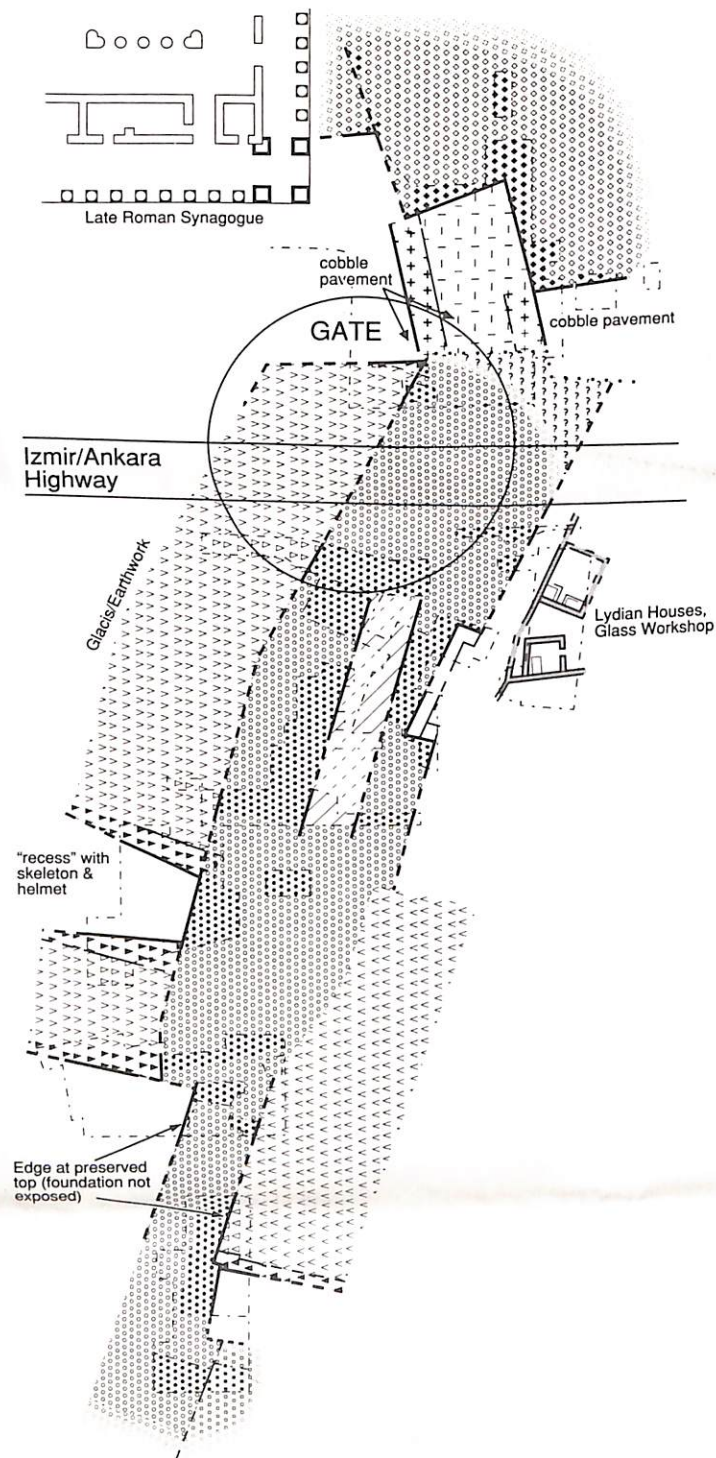 Late Roman Synagogue
cobble
pavement
GATE
cobble pavement
Izmir/Ankara
Highway
Glacis/Earthwork
Lydian Houses,
Glass Workshop
"recess" with
skeleton &
helmet
Edge at preserved
top (foundation not
exposed)